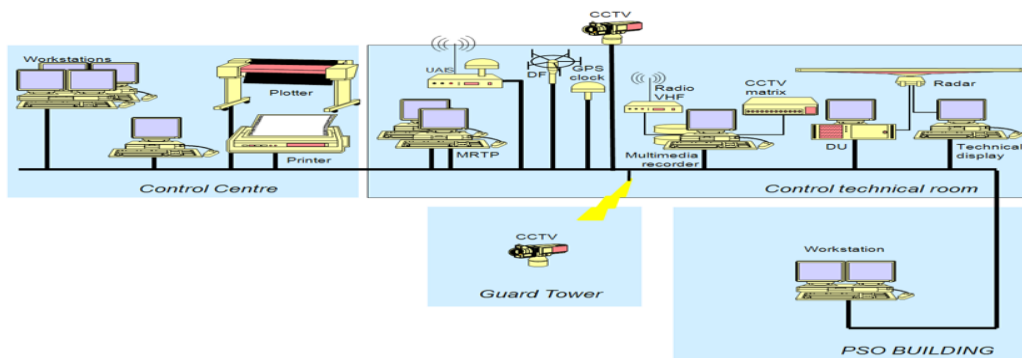 CCTV
Workstations
Plotter
Printer
Control Centre
UAIS
DF
GPS
clock
MRTP
Radio
VHF
CCTV
matrix
Multimedia
recorder
DU
Radar
Technical
display
Control technical room
CCTV
Guard Tower
Workstation
PSO BUILDING